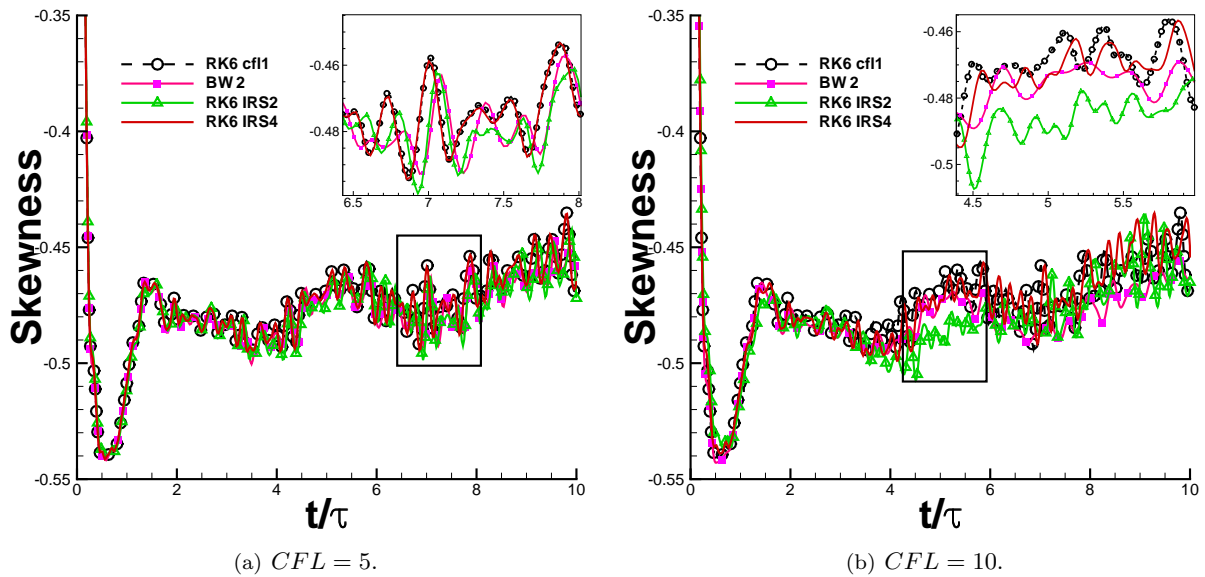 -0.35
-0.4
-0.45
-0.5
-0.55
Skewness
0
2
4
6
8
10
t/τ
RK6 cfl1
BW 2
RK6 IRS2
RK6 IRS4
-0.46
-0.48
6.5
7
7.5
8
(a) CFL = 5.
-0.35
-0.4
-0.45
-0.5
-0.55
Skewness
0
2
4
6
8
10
t/τ
RK6 cfl1
BW 2
RK6 IRS2
RK6 IRS4
-0.46
-0.48
-0.5
4.5
5
5.5
(b) CFL = 10.